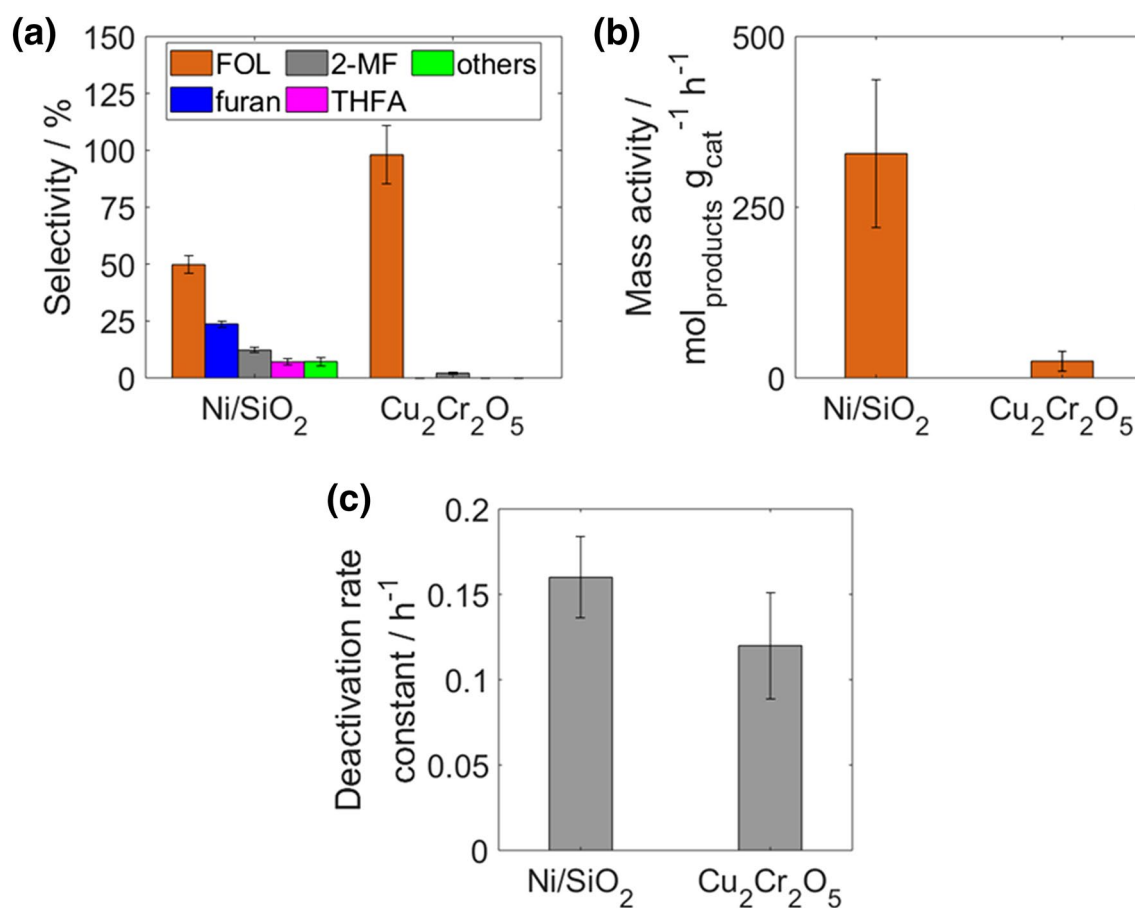 (a)
150
125
100
75
50
25
0
Selectivity / %
FOL 2-MF others
furan THFA
Ni/SiO₂ Cu₂Cr₂O₅
(b)
500
250
0
Mass activity /
mol_products g_cat⁻¹ h⁻¹
Ni/SiO₂ Cu₂Cr₂O₅
(c)
0.2
0.15
0.1
0.05
0
Deactivation rate
constant / h⁻¹
Ni/SiO₂ Cu₂Cr₂O₅